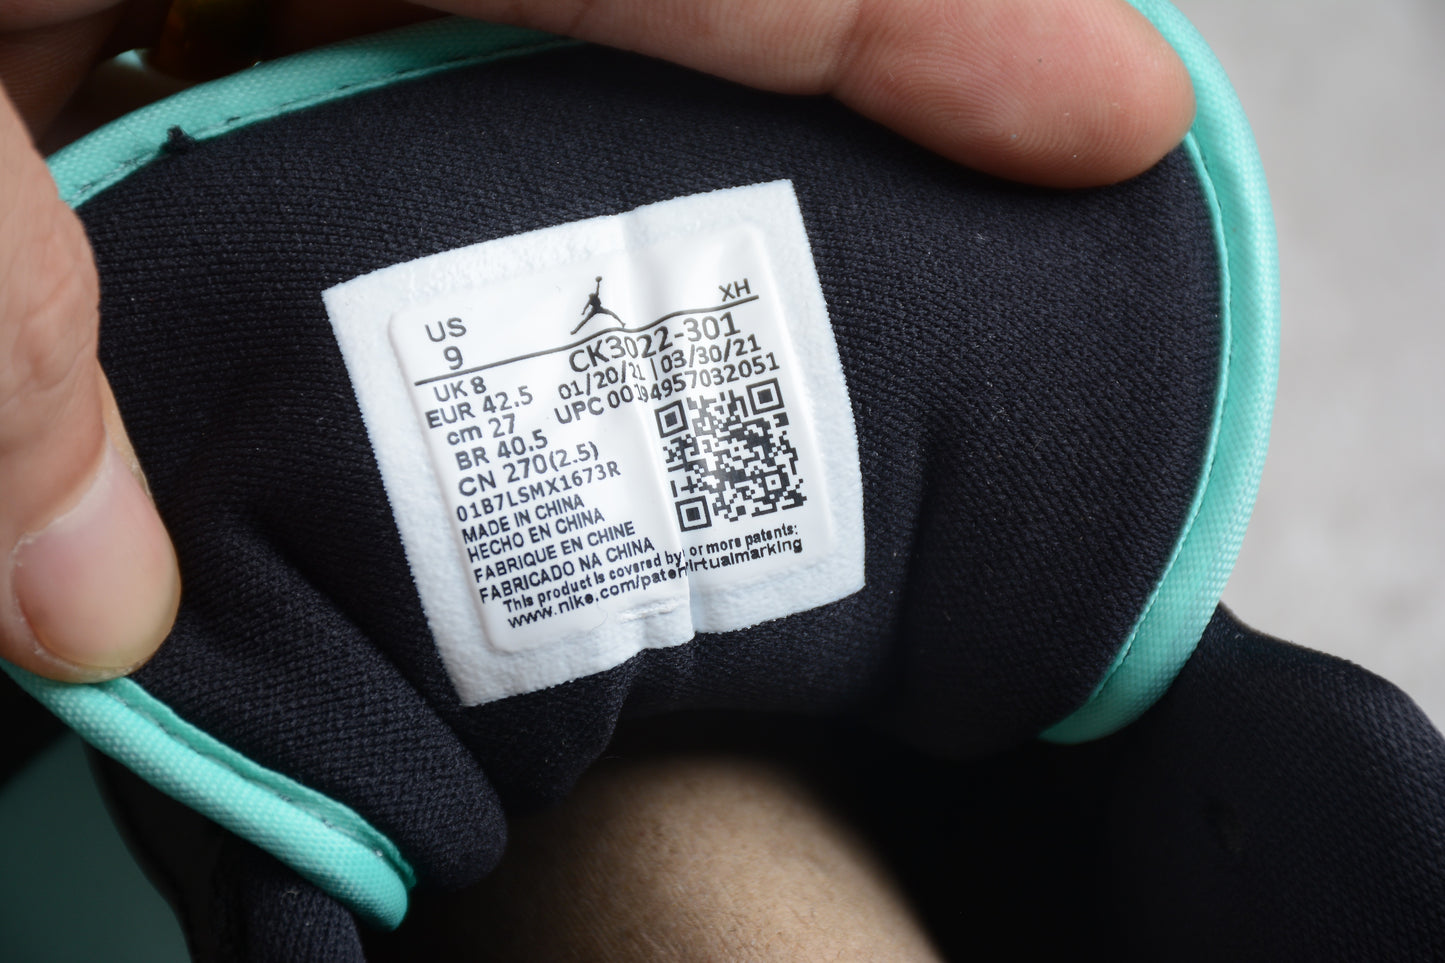 US
9
XH
CK3022-301
UK 8
01/20/21 | 03/30/21
EUR 42.5
UPC 00194957032051
cm 27
BR 40.5
CN 270(2.5)
01B7LSMX1673R
MADE IN CHINA
HECHO EN CHINA
FABRIQUE EN CHINE
FABRICADO NA CHINA
This product is covered by or more patents:
www.nike.com/paten irtualmarking